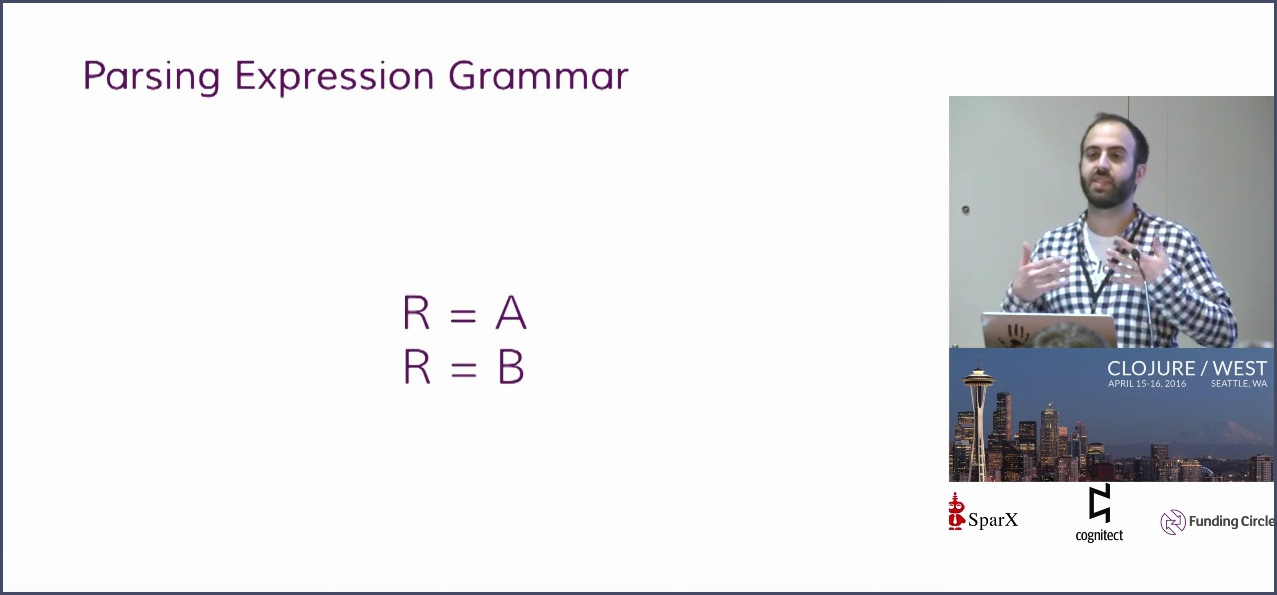 Parsing Expression Grammar
R = A
R = B
CLOJURE / WEST
APRIL 15-16, 2016 SEATTLE, WA
SparX
cognitect
Funding Circle